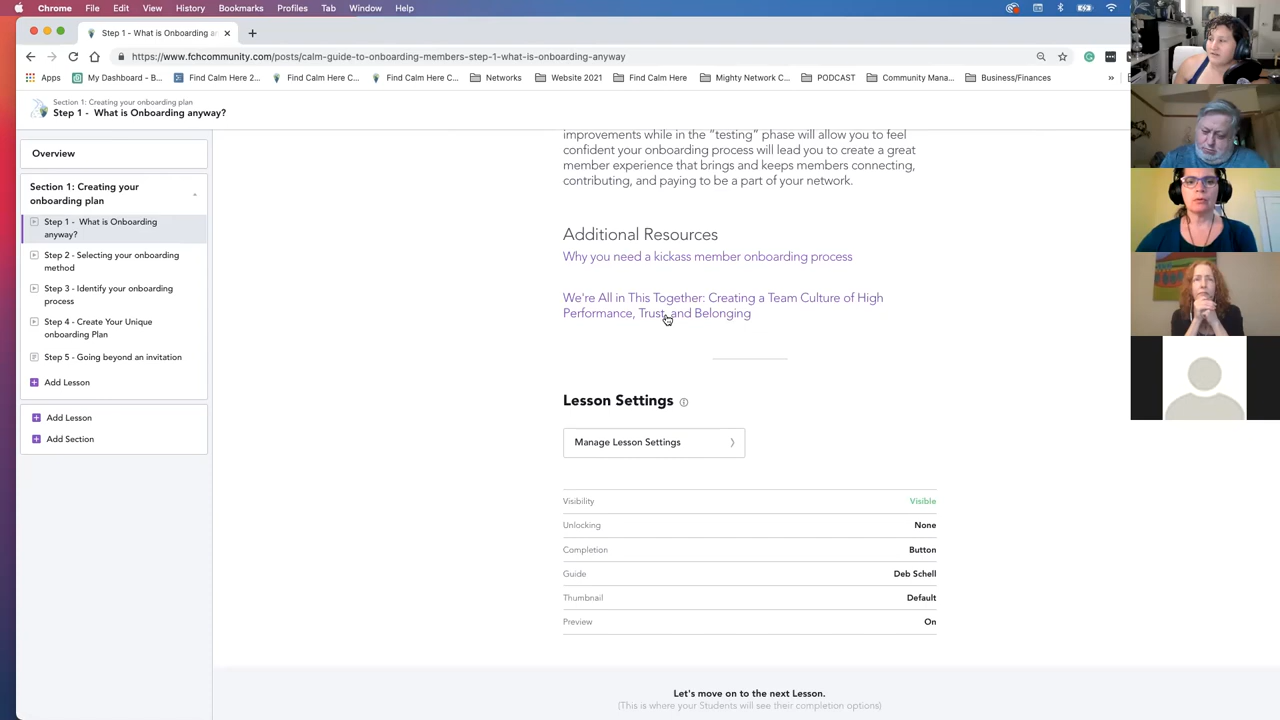 Chrome File Edit View History Bookmarks Profiles Tab Window Help
Step 1 - What is Onboarding an
https://www.fchcommunity.com/posts/calm-guide-to-onboarding-members-step-1-what-is-onboarding-anyway
Apps My Dashboard - B... Find Calm Here 2... Find Calm Here C... Find Calm Here C... Networks Website 2021 Find Calm Here Mighty Network C... PODCAST Community Mana... Business/Finances
Section 1: Creating your onboarding plan
Step 1 - What is Onboarding anyway?
Overview
Section 1: Creating your
onboarding plan
Step 1 - What is Onboarding
anyway?
Step 2 - Selecting your onboarding
method
Step 3 - Identify your onboarding
process
Step 4 - Create Your Unique
onboarding Plan
Step 5 - Going beyond an invitation
Add Lesson
Add Lesson
Add Section
improvements while in the “testing” phase will allow you to feel
confident your onboarding process will lead you to create a great
member experience that brings and keeps members connecting,
contributing, and paying to be a part of your network.
Additional Resources
Why you need a kickass member onboarding process
We're All in This Together: Creating a Team Culture of High
Performance, Trust, and Belonging
Lesson Settings
Manage Lesson Settings
Visibility Visible
Unlocking None
Completion Button
Guide Deb Schell
Thumbnail Default
Preview On
Let's move on to the next Lesson.
(This is where your Students will see their completion options)